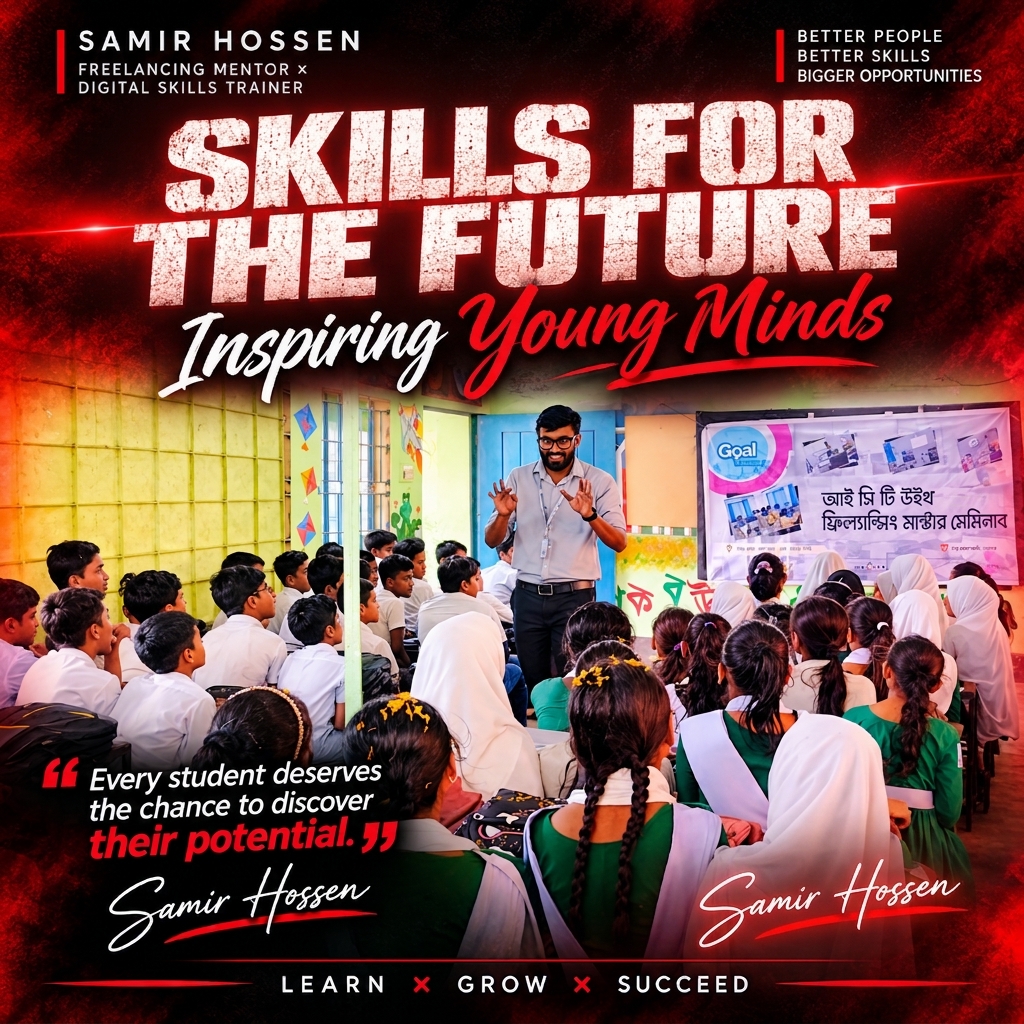 SAMIR HOSSEN
FREELANCING MENTOR ×
DIGITAL SKILLS TRAINER
BETTER PEOPLE
BETTER SKILLS
BIGGER OPPORTUNITIES
SKILLS FOR
THE FUTURE
Inspiring Young Minds
Goal
আই সি টি উইথ
ফ্রিল্যান্সিং মাস্টার সেমিনার
ক ব
“Every student deserves
the chance to discover
their potential.”
Samir Hossen
Samir Hossen
LEARN × GROW × SUCCEED